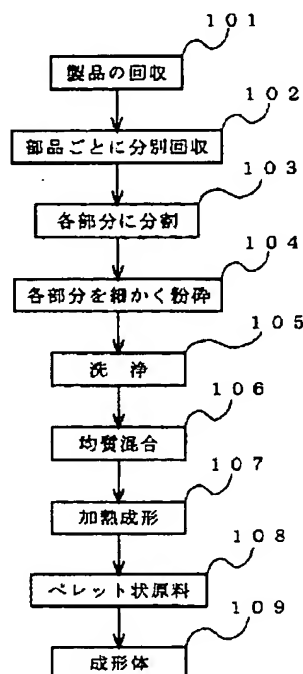 101
製品の回収
102
部品ごとに分別回収
103
各部分に分割
104
各部分を細かく粉砕
105
洗 浄
106
均質混合
107
加熱成形
108
ペレット状原料
109
成形体